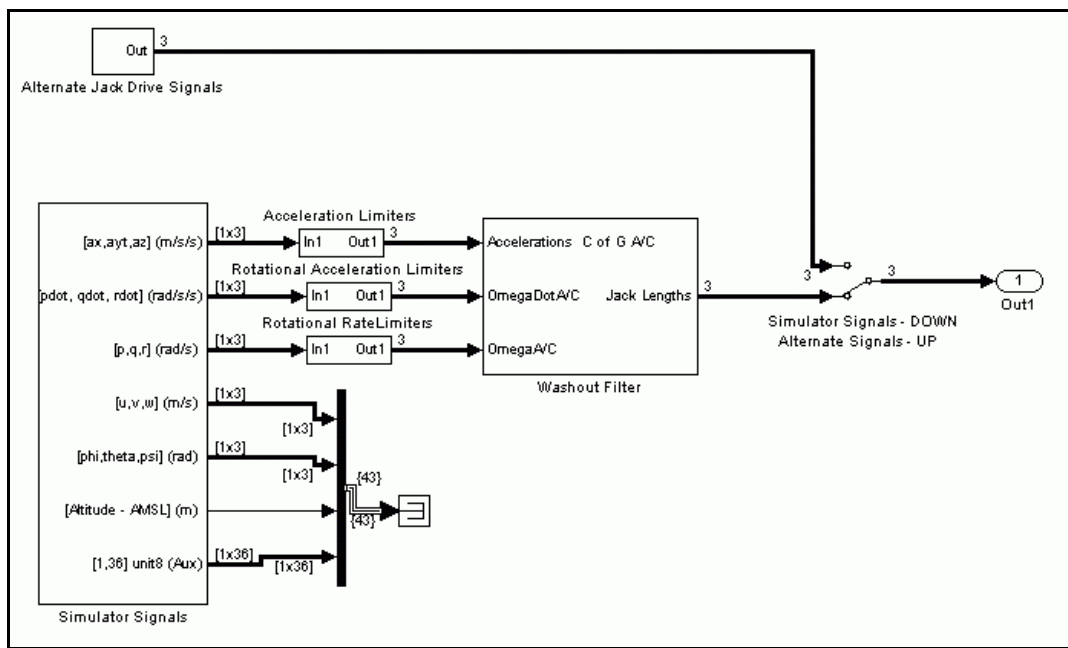 Out
3
Alternate Jack Drive Signals
Acceleration Limiters
[ax,ayt,az] (m/s/s)
[1x3]
In1 Out1
3
Accelerations C of G A/C
Rotational Acceleration Limiters
[pdot, qdot, rdot] (rad/s/s)
[1x3]
In1 Out1
3
OmegaDotA/C
Jack Lengths
3
3
3
1
Out1
Rotational RateLimiters
[p,q,r] (rad/s)
[1x3]
In1 Out1
3
OmegaA/C
Simulator Signals - DOWN
Alternate Signals - UP
Washout Filter
[u,v,w] (m/s)
[1x3]
[1x3]
[phi,theta,psi] (rad)
[1x3]
[1x3]
{43}
[Altitude - AMSL] (m)
{43}
[1,36] unit8 (Aux)
[1x36]
[1x36]
Simulator Signals